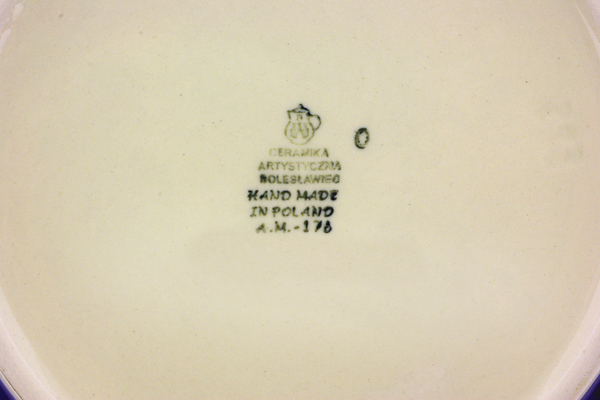 CERAMIKA
ARTYSTYCZNA
BOLESŁAWIEC
HAND MADE
IN POLAND
A.M.-178